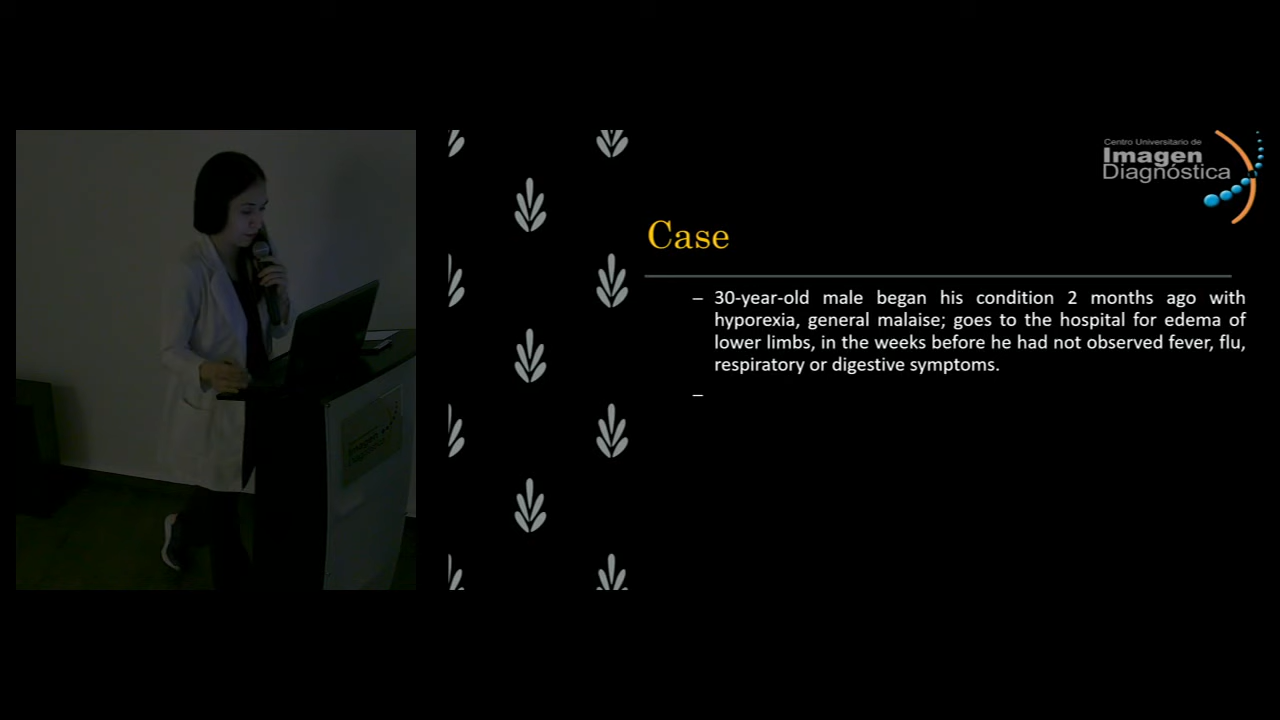 Centro Universitario de
Imagen
Diagnóstica
Case
– 30-year-old male began his condition 2 months ago with
hyporexia, general malaise; goes to the hospital for edema of
lower limbs, in the weeks before he had not observed fever, flu,
respiratory or digestive symptoms.
–
Imagen
Diagnóstica